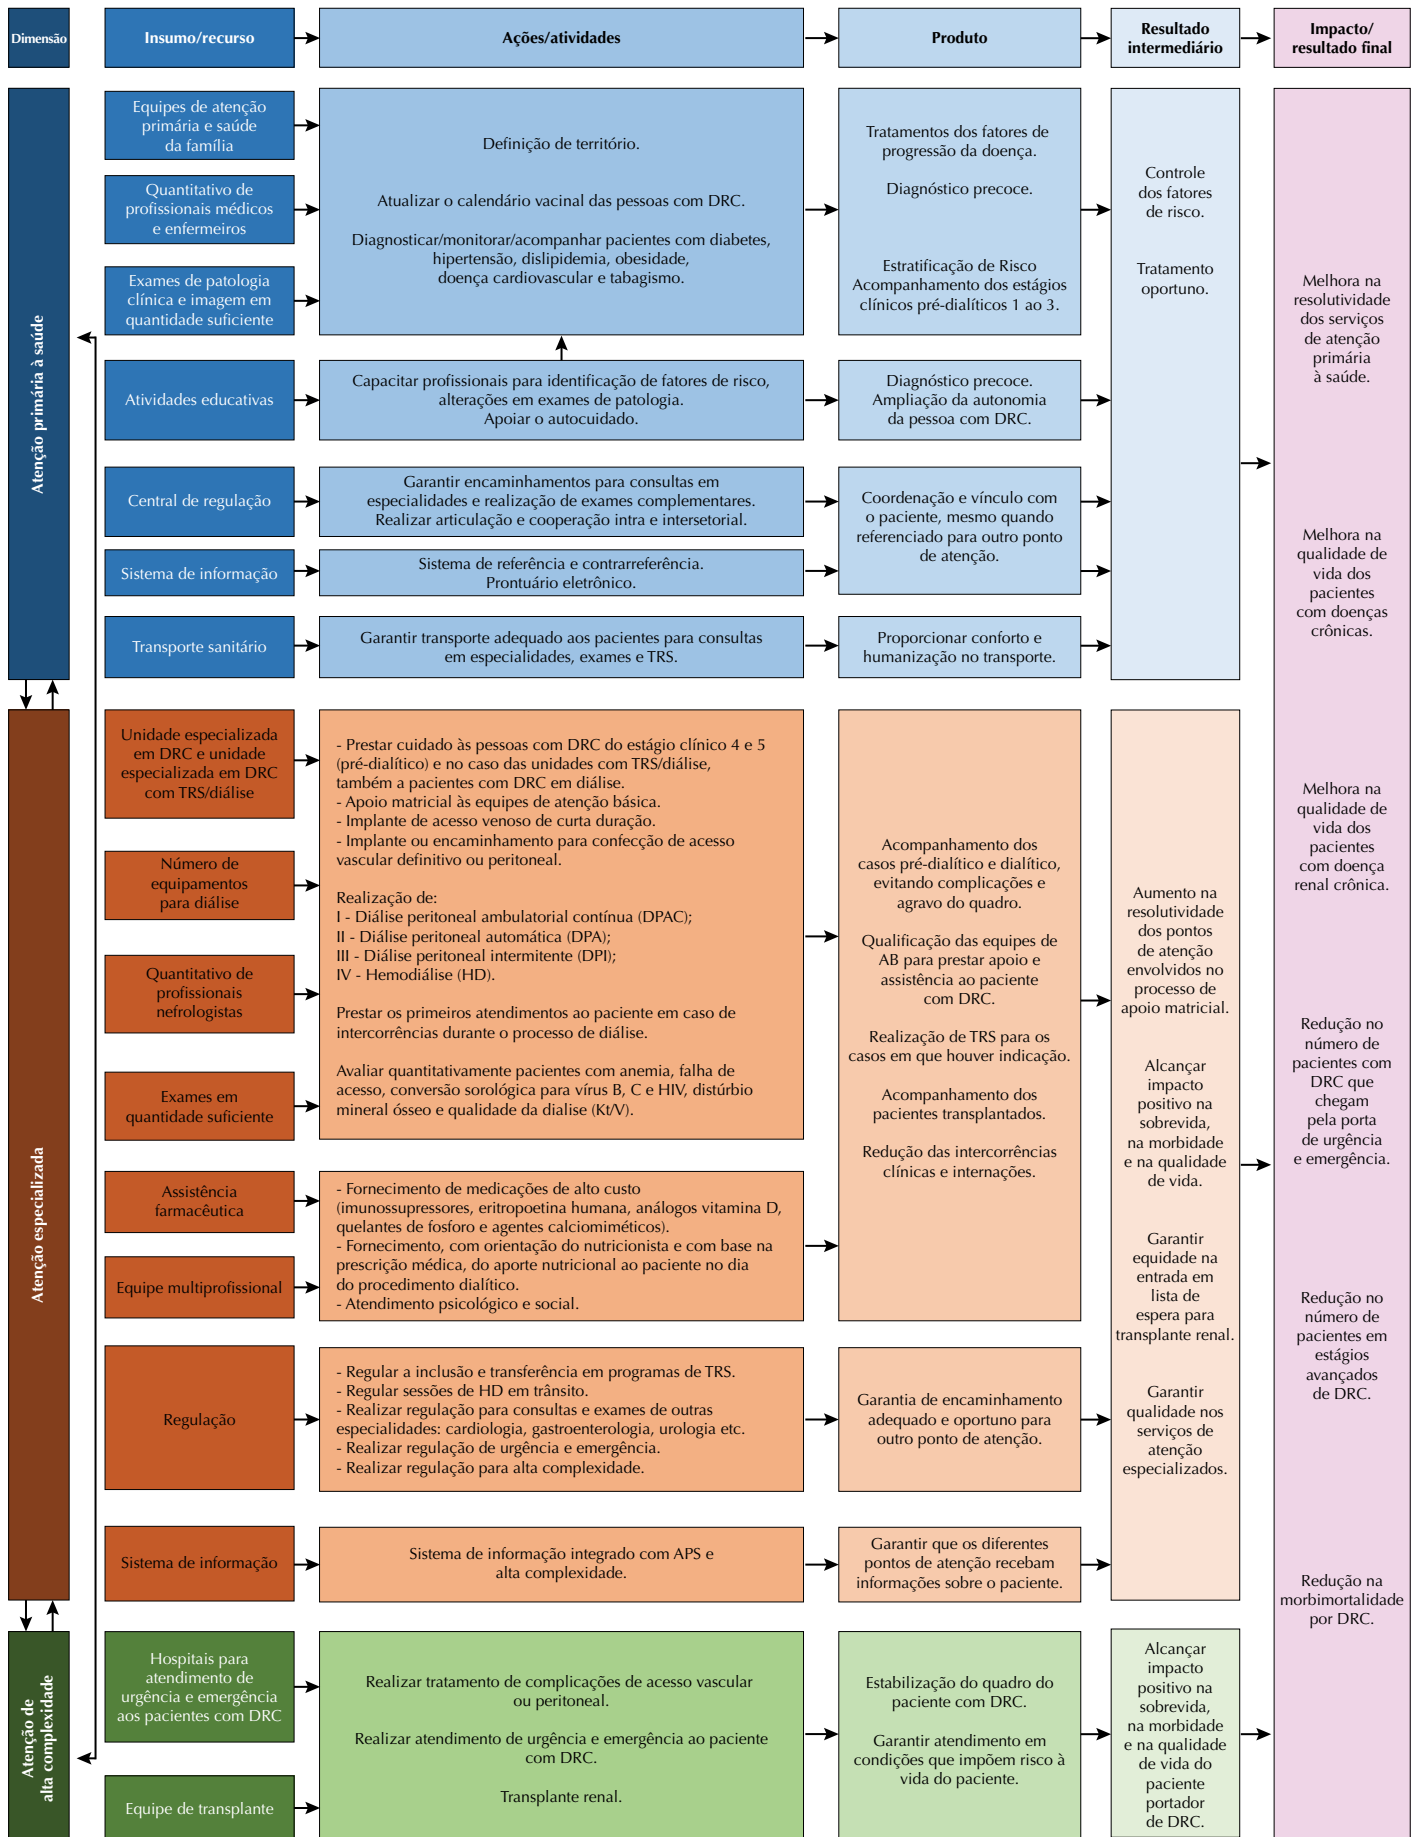 Dimensão
Insumo/recurso
Ações/atividades
Produto
Resultado
intermediário
Impacto/
resultado final
Atenção primária à saúde
Equipes de atenção
primária e saúde
da família
Quantitativo de
profissionais médicos
e enfermeiros
Exames de patologia
clínica e imagem em
quantidade suficiente
Definição de território.
Atualizar o calendário vacinal das pessoas com DRC.
Diagnosticar/monitorar/acompanhar pacientes com diabetes,
hipertensão, dislipidemia, obesidade,
doença cardiovascular e tabagismo.
Tratamentos dos fatores de
progressão da doença.
Diagnóstico precoce.
Estratificação de Risco
Acompanhamento dos estágios
clínicos pré-dialíticos 1 ao 3.
Atividades educativas
Capacitar profissionais para identificação de fatores de risco,
alterações em exames de patologia.
Apoiar o autocuidado.
Diagnóstico precoce.
Ampliação da autonomia
da pessoa com DRC.
Central de regulação
Garantir encaminhamentos para consultas em
especialidades e realização de exames complementares.
Realizar articulação e cooperação intra e intersetorial.
Sistema de informação
Sistema de referência e contrarreferência.
Prontuário eletrônico.
Coordenação e vínculo com
o paciente, mesmo quando
referenciado para outro ponto
de atenção.
Transporte sanitário
Garantir transporte adequado aos pacientes para consultas
em especialidades, exames e TRS.
Proporcionar conforto e
humanização no transporte.
Controle
dos fatores
de risco.
Tratamento
oportuno.
Atenção especializada
Unidade especializada
em DRC e unidade
especializada em DRC
com TRS/diálise
Número de
equipamentos
para diálise
Quantitativo de
profissionais
nefrologistas
Exames em
quantidade suficiente
- Prestar cuidado às pessoas com DRC do estágio clínico 4 e 5
(pré-dialítico) e no caso das unidades com TRS/diálise,
também a pacientes com DRC em diálise.
- Apoio matricial às equipes de atenção básica.
- Implante de acesso venoso de curta duração.
- Implante ou encaminhamento para confecção de acesso
vascular definitivo ou peritoneal.
Realização de:
I - Diálise peritoneal ambulatorial contínua (DPAC);
II - Diálise peritoneal automática (DPA);
III - Diálise peritoneal intermitente (DPI);
IV - Hemodiálise (HD).
Prestar os primeiros atendimentos ao paciente em caso de
intercorrências durante o processo de diálise.
Avaliar quantitativamente pacientes com anemia, falha de
acesso, conversão sorológica para vírus B, C e HIV, distúrbio
mineral ósseo e qualidade da dialise (Kt/V).
Assistência
farmacêutica
Equipe multiprofissional
- Fornecimento de medicações de alto custo
(imunossupressores, eritropoetina humana, análogos vitamina D,
quelantes de fosforo e agentes calciomiméticos).
- Fornecimento, com orientação do nutricionista e com base na
prescrição médica, do aporte nutricional ao paciente no dia
do procedimento dialítico.
- Atendimento psicológico e social.
Acompanhamento dos
casos pré-dialítico e dialítico,
evitando complicações e
agravo do quadro.
Qualificação das equipes de
AB para prestar apoio e
assistência ao paciente
com DRC.
Realização de TRS para os
casos em que houver indicação.
Acompanhamento dos
pacientes transplantados.
Redução das intercorrências
clínicas e internações.
Regulação
- Regular a inclusão e transferência em programas de TRS.
- Regular sessões de HD em trânsito.
- Realizar regulação para consultas e exames de outras
especialidades: cardiologia, gastroenterologia, urologia etc.
- Realizar regulação de urgência e emergência.
- Realizar regulação para alta complexidade.
Garantia de encaminhamento
adequado e oportuno para
outro ponto de atenção.
Sistema de informação
Sistema de informação integrado com APS e
alta complexidade.
Garantir que os diferentes
pontos de atenção recebam
informações sobre o paciente.
Aumento na
resolutividade
dos pontos
de atenção
envolvidos no
processo de
apoio matricial.
Alcançar
impacto
positivo na
sobrevida,
na morbidade
e na qualidade
de vida.
Garantir
equidade na
entrada em
lista de
espera para
transplante renal.
Garantir
qualidade nos
serviços de
atenção
especializados.
Atenção de
alta complexidade
Hospitais para
atendimento de
urgência e emergência
aos pacientes com DRC
Equipe de transplante
Realizar tratamento de complicações de acesso vascular
ou peritoneal.
Realizar atendimento de urgência e emergência ao paciente
com DRC.
Transplante renal.
Estabilização do quadro do
paciente com DRC.
Garantir atendimento em
condições que impõem risco à
vida do paciente.
Alcançar
impacto
positivo na
sobrevida,
na morbidade
e na qualidade
de vida do
paciente
portador
de DRC.
Melhora na
resolutividade
dos serviços
de atenção
primária
à saúde.
Melhora na
qualidade de
vida dos
pacientes
com doenças
crônicas.
Melhora na
qualidade de
vida dos
pacientes
com doença
renal crônica.
Redução no
número de
pacientes com
DRC que
chegam
pela porta
de urgência
e emergência.
Redução no
número de
pacientes em
estágios
avançados
de DRC.
Redução na
morbimortalidade
por DRC.